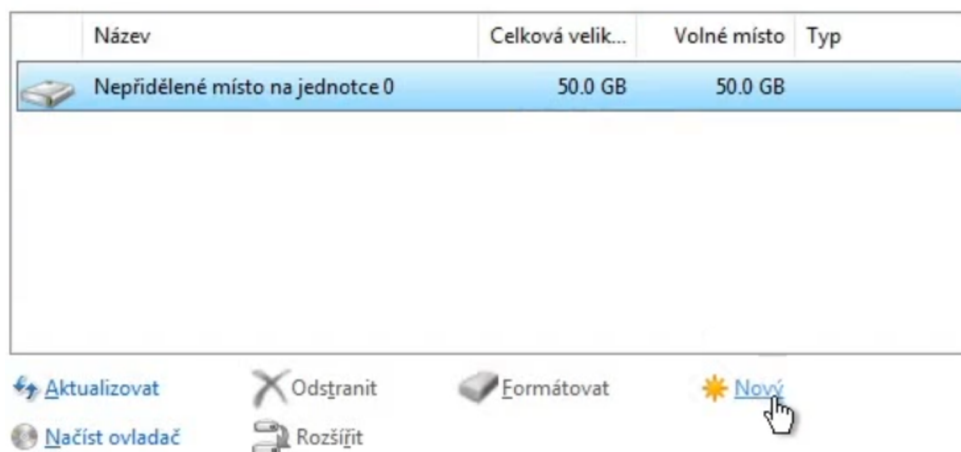 Název Celková velik... Volné místo Typ
Nepřidělené místo na jednotce 0 50.0 GB 50.0 GB
Aktualizovat Odstranit Formátovat Nový
Načíst ovladač Rozšířit